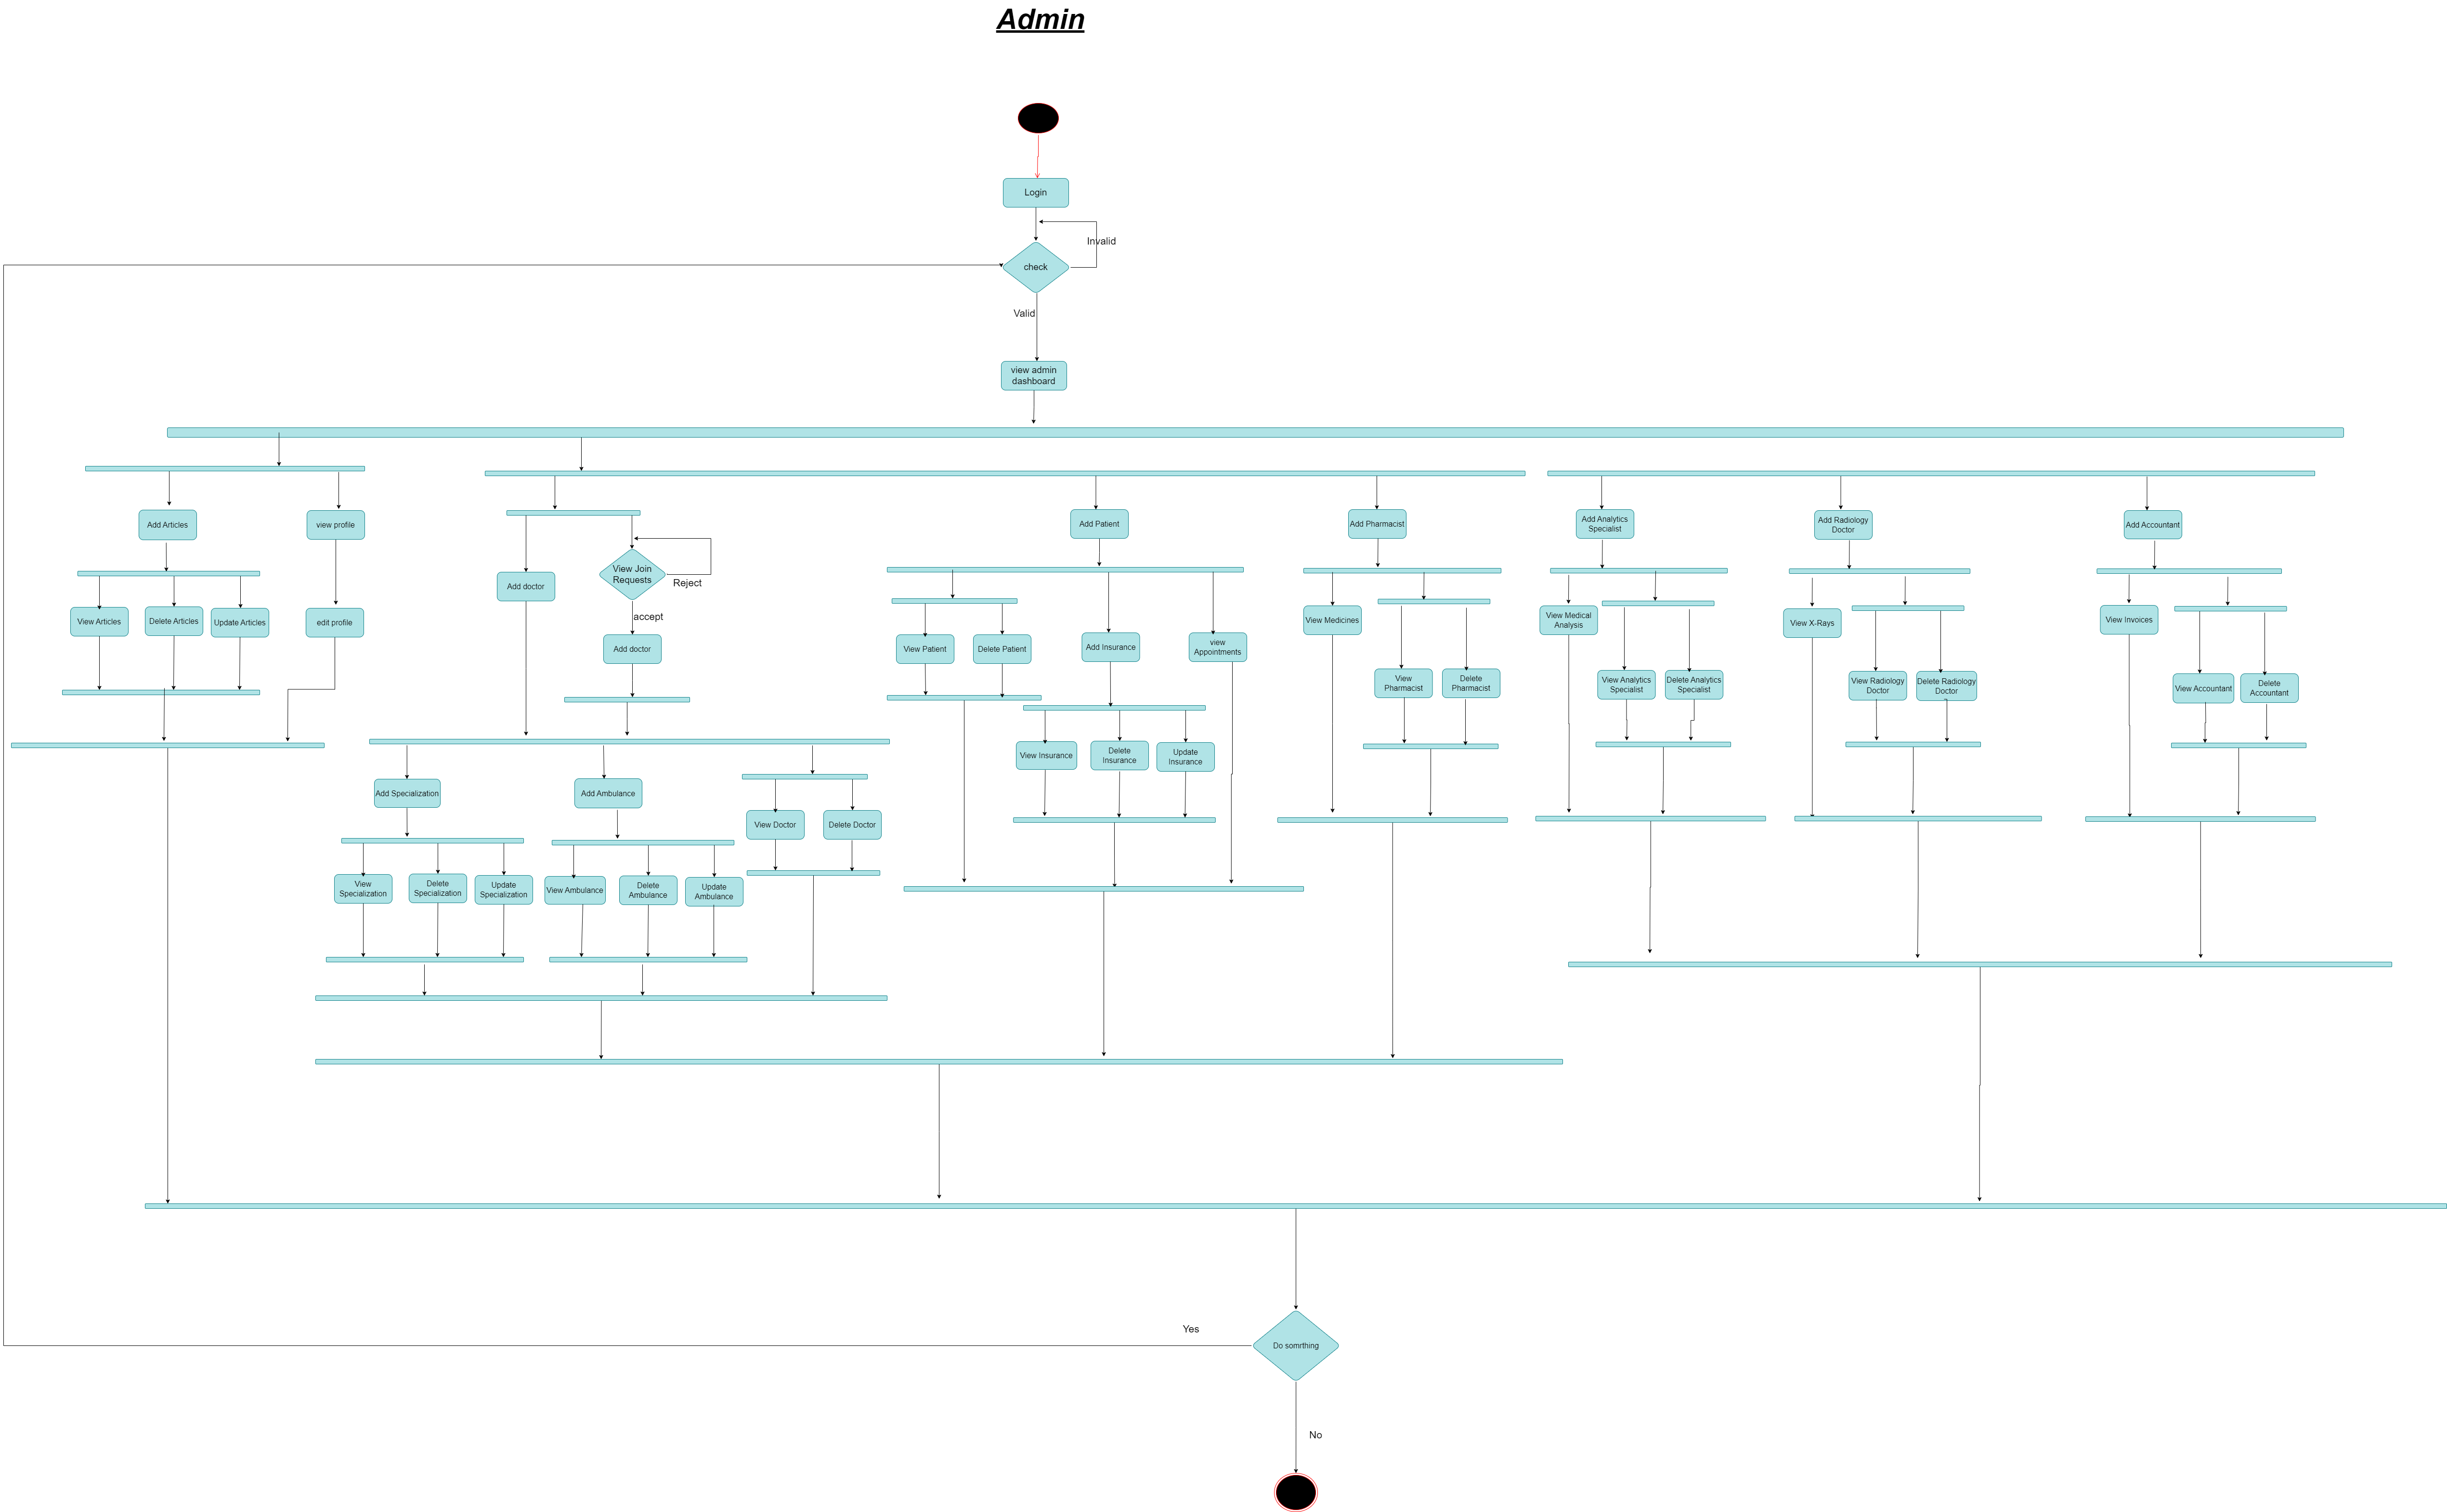 Admin
Login
Invalid
check
Valid
view admin
dashboard
Add Articles
view profile
Add Patient
Add Pharmacist
Add Analytics
Specialist
Add Radiology
Doctor
Add Accountant
View Join
Requests
Reject
Add doctor
accept
View Articles
Delete Articles
Update Articles
edit profile
Add doctor
View Patient
Delete Patient
Add Insurance
view
Appointments
View Medicines
View
Pharmacist
Delete
Pharmacist
View Medical
Analysis
View Analytics
Specialist
Delete Analytics
Specialist
View X-Rays
View Radiology
Doctor
Delete Radiology
Doctor
View Invoices
View Accountant
Delete
Accountant
View Insurance
Delete
Insurance
Update
Insurance
Add Specialization
Add Ambulance
View Doctor
Delete Doctor
View
Specialization
Delete
Specialization
Update
Specialization
View Ambulance
Delete
Ambulance
Update
Ambulance
Yes
Do somrthing
No